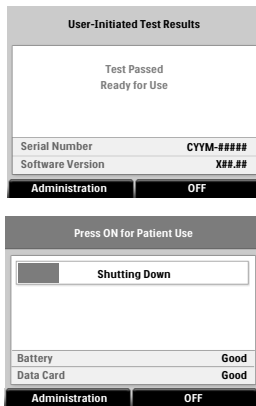 User-Initiated Test Results
Test Passed
Ready for Use
Serial Number CYYM-#####
Software Version X##.##
Administration OFF
Press ON for Patient Use
Shutting Down
Battery Good
Data Card Good
Administration OFF